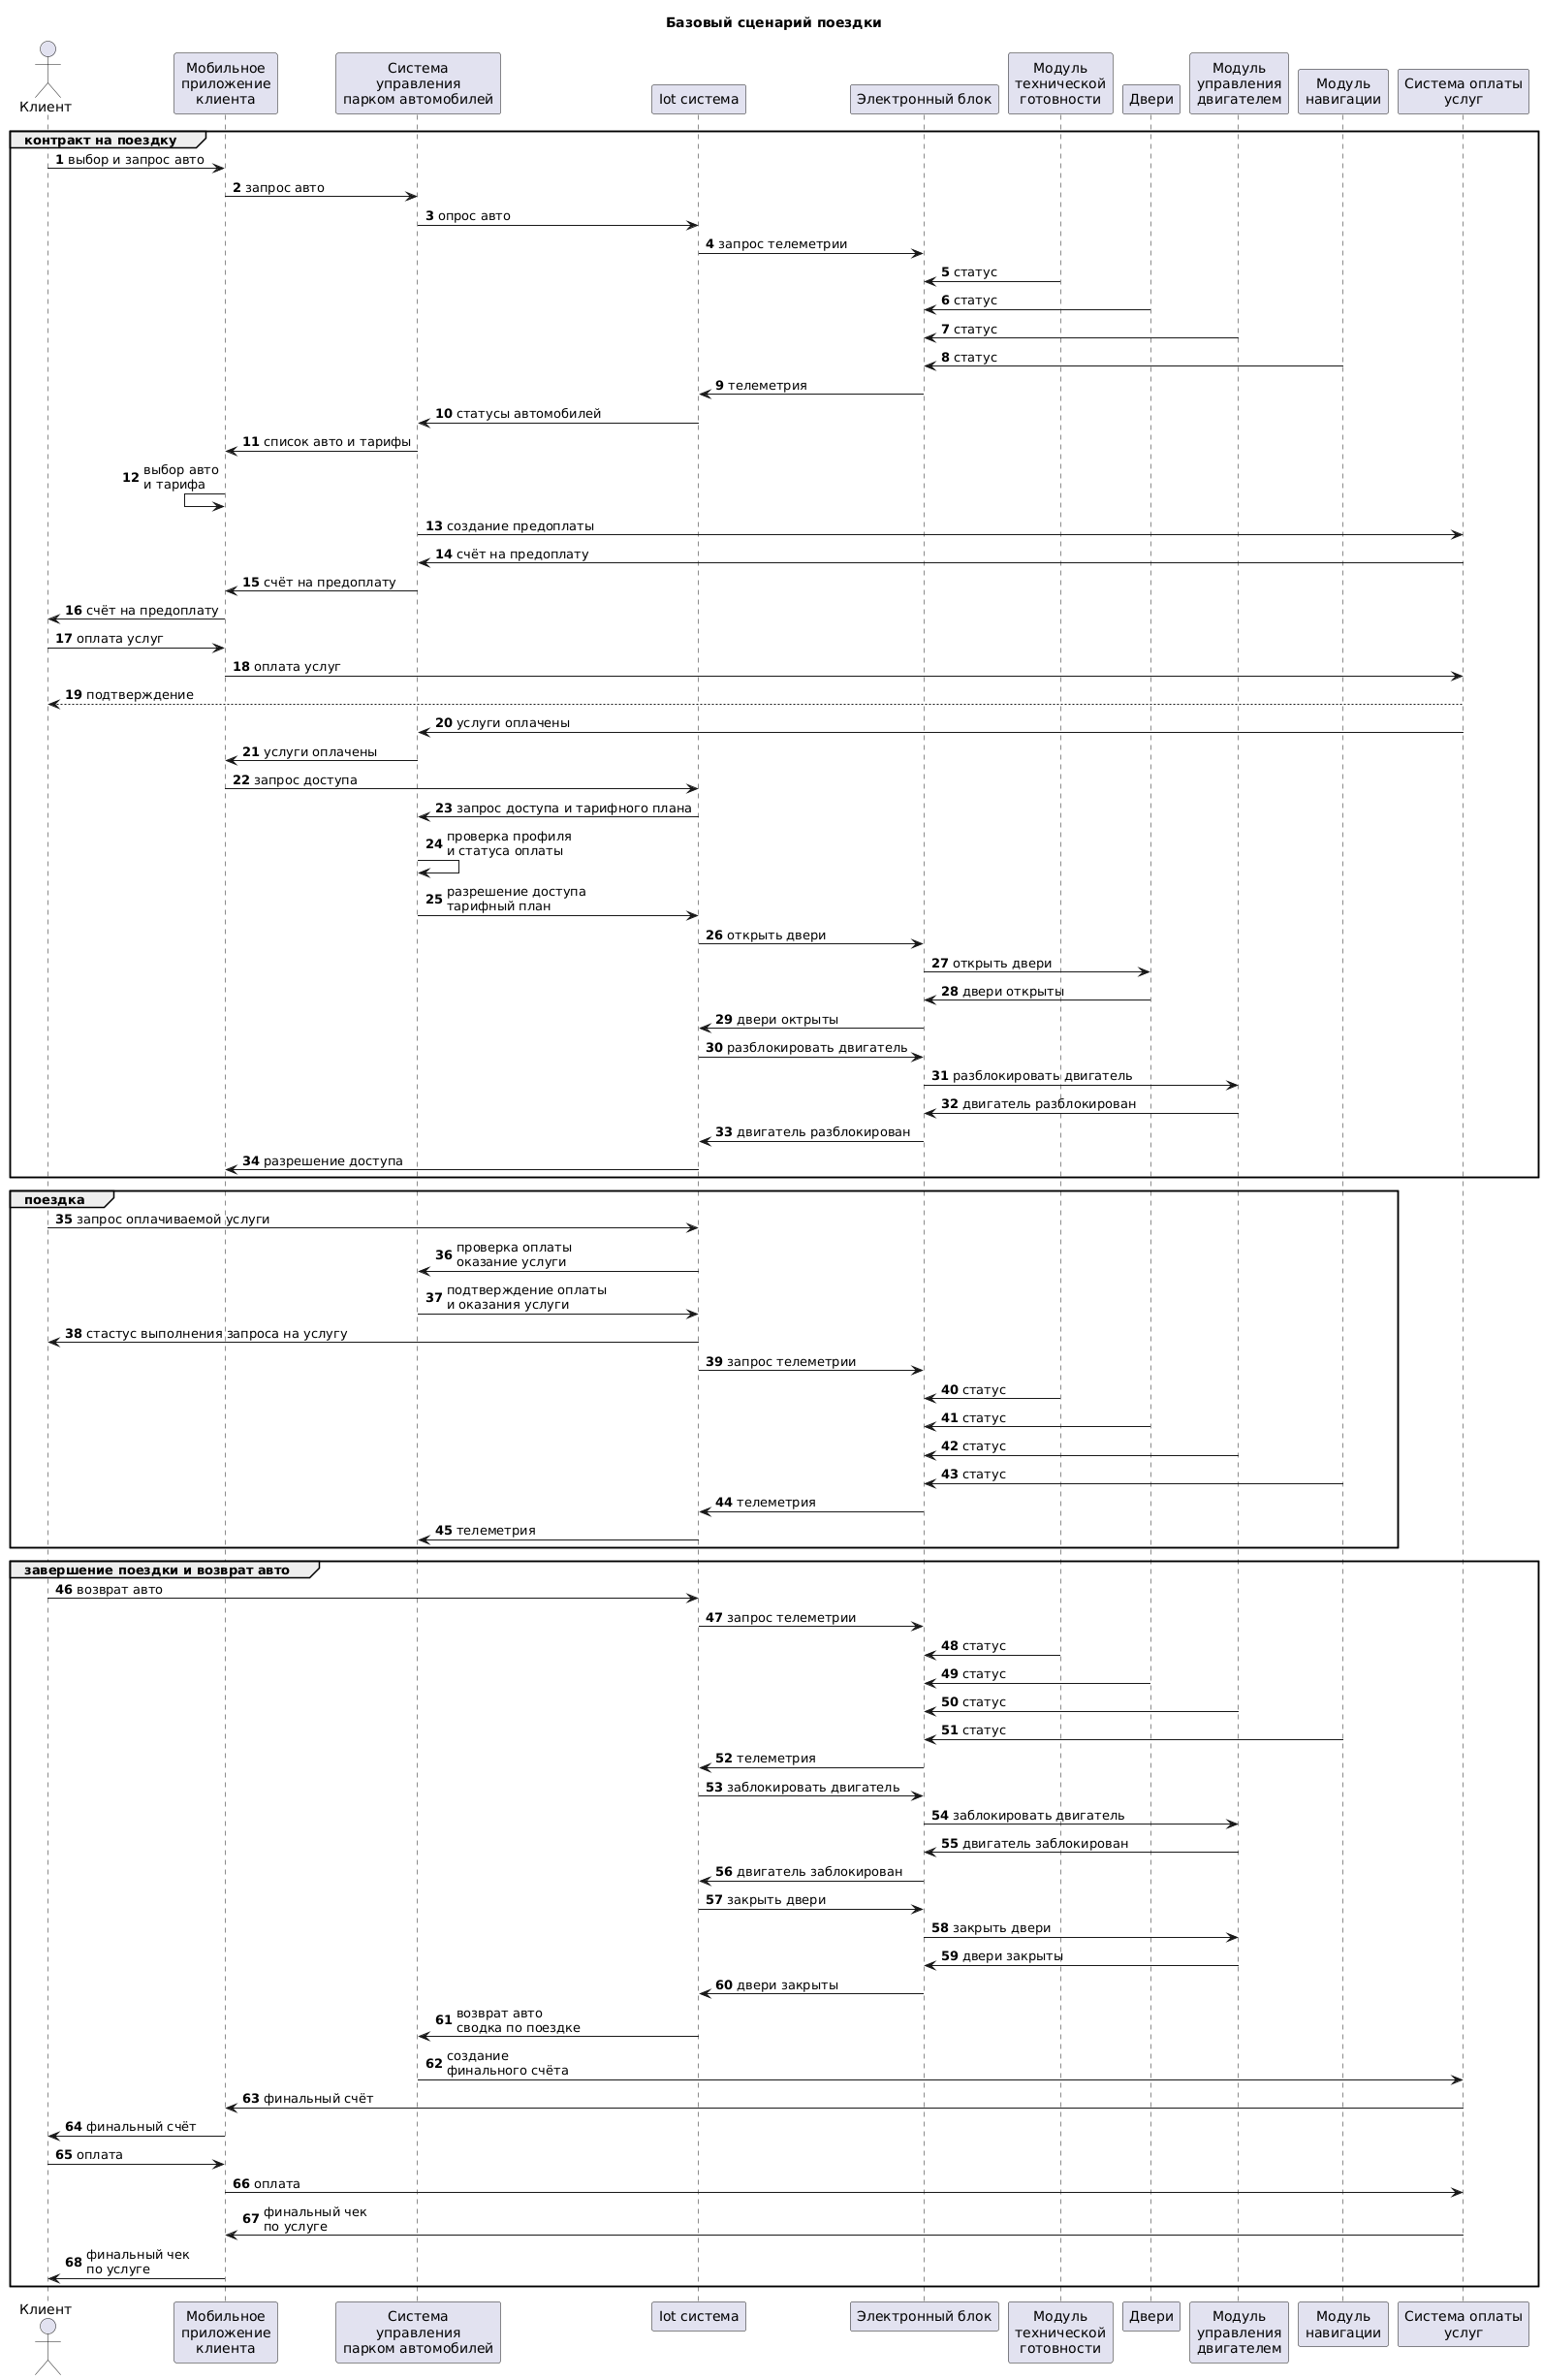 Базовый сценарий поездки
Клиент
Мобильное
приложение
клиента
Система
управления
парком автомобилей
Iot система
Электронный блок
Модуль
технической
готовности
Двери
Модуль
управления
двигателем
Модуль
навигации
Система оплаты
услуг
контракт на поездку
1 выбор и запрос авто
2 запрос авто
3 опрос авто
4 запрос телеметрии
5 статус
6 статус
7 статус
8 статус
9 телеметрия
10 статусы автомобилей
11 список авто и тарифы
12 выбор авто
и тарифа
13 создание предоплаты
14 счёт на предоплату
15 счёт на предоплату
16 счёт на предоплату
17 оплата услуг
18 оплата услуг
19 подтверждение
20 услуги оплачены
21 услуги оплачены
22 запрос доступа
23 запрос доступа и тарифного плана
24 проверка профиля
и статуса оплаты
25 разрешение доступа
тарифный план
26 открыть двери
27 открыть двери
28 двери открыты
29 двери октрыты
30 разблокировать двигатель
31 разблокировать двигатель
32 двигатель разблокирован
33 двигатель разблокирован
34 разрешение доступа
поездка
35 запрос оплачиваемой услуги
36 проверка оплаты
оказание услуги
37 подтверждение оплаты
и оказания услуги
38 стастус выполнения запроса на услугу
39 запрос телеметрии
40 статус
41 статус
42 статус
43 статус
44 телеметрия
45 телеметрия
завершение поездки и возврат авто
46 возврат авто
47 запрос телеметрии
48 статус
49 статус
50 статус
51 статус
52 телеметрия
53 заблокировать двигатель
54 заблокировать двигатель
55 двигатель заблокирован
56 двигатель заблокирован
57 закрыть двери
58 закрыть двери
59 двери закрыты
60 двери закрыты
61 возврат авто
сводка по поездке
62 создание
финального счёта
63 финальный счёт
64 финальный счёт
65 оплата
66 оплата
67 финальный чек
по услуге
68 финальный чек
по услуге
Клиент
Мобильное
приложение
клиента
Система
управления
парком автомобилей
Iot система
Электронный блок
Модуль
технической
готовности
Двери
Модуль
управления
двигателем
Модуль
навигации
Система оплаты
услуг